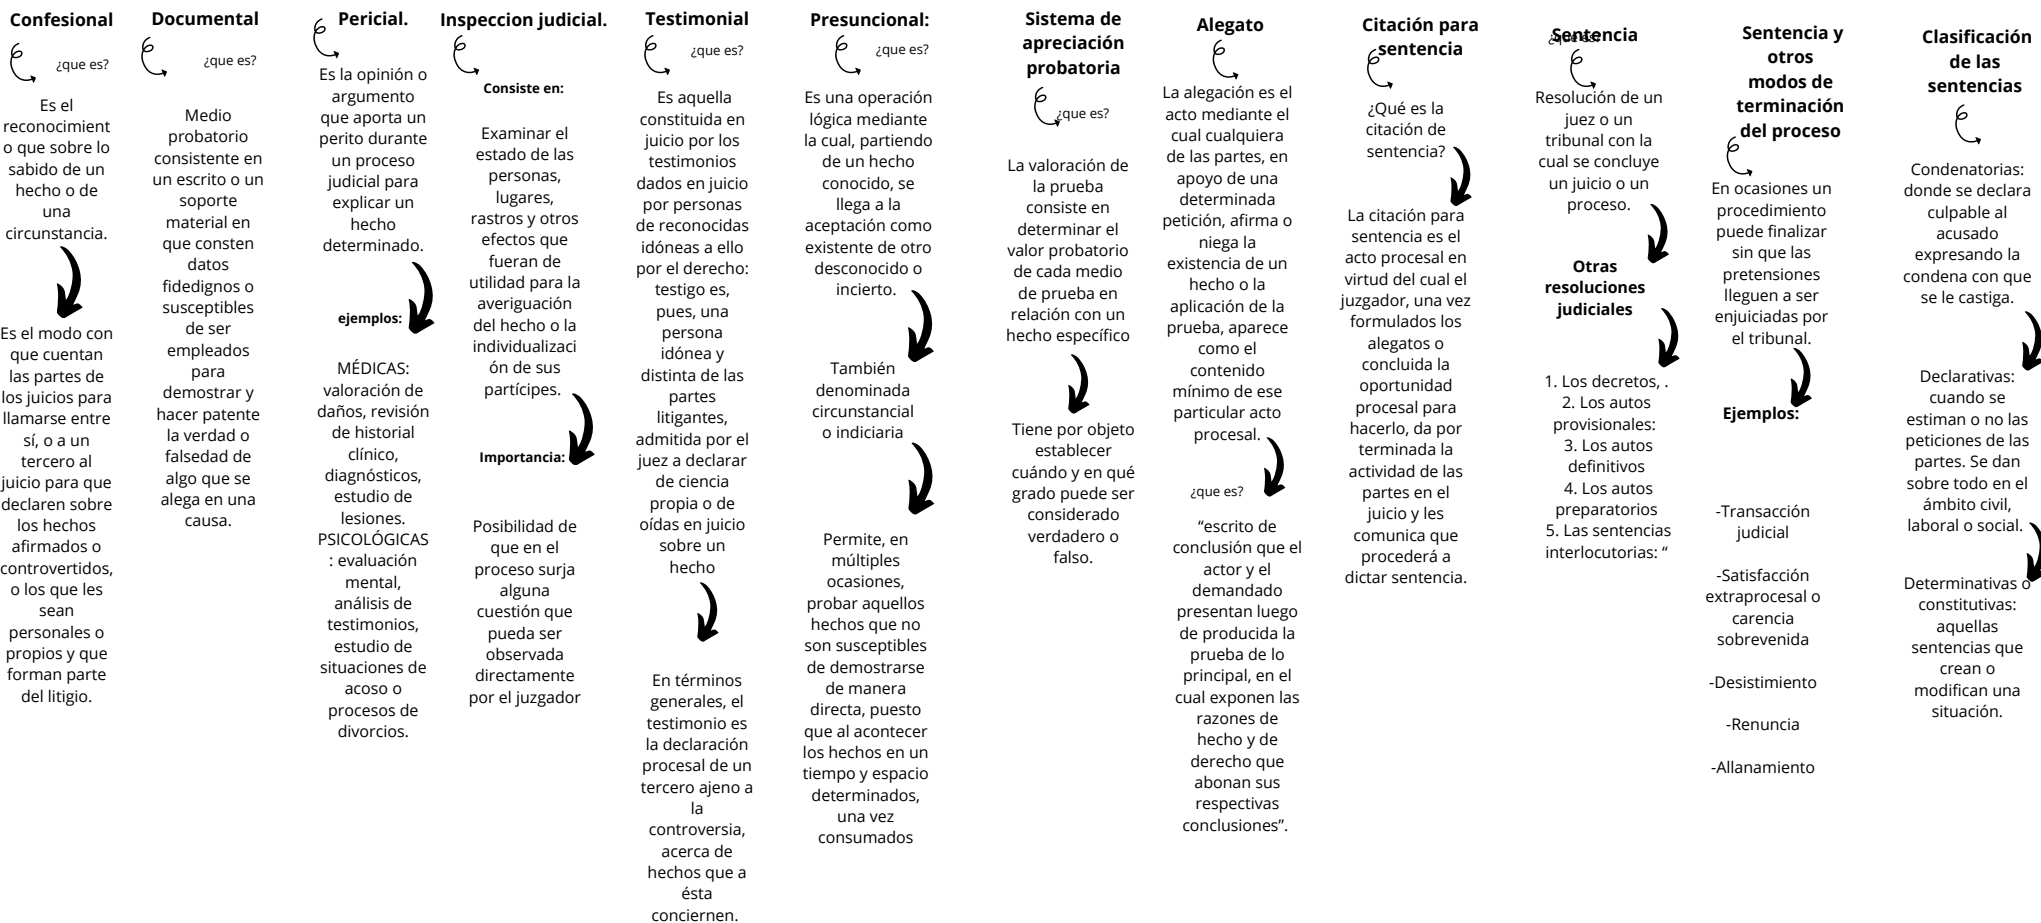 Confesional
¿que es?
Es el
reconocimient
o que sobre lo
sabido de un
hecho o de
una
circunstancia.
Es el modo con
que cuentan
las partes de
los juicios para
llamarse entre
sí, o a un
tercero al
juicio para que
declaren sobre
los hechos
afirmados o
controvertidos,
o los que les
sean
personales o
propios y que
forman parte
del litigio.
Documental
¿que es?
Medio
probatorio
consistente en
un escrito o un
soporte
material en
que consten
datos
fidedignos o
susceptibles
de ser
empleados
para
demostrar y
hacer patente
la verdad o
falsedad de
algo que se
alega en una
causa.
Pericial.
Es la opinión o
argumento
que aporta un
perito durante
un proceso
judicial para
explicar un
hecho
determinado.
ejemplos:
MÉDICAS:
valoración de
daños, revisión
de historial
clínico,
diagnósticos,
estudio de
lesiones.
PSICOLÓGICAS
: evaluación
mental,
análisis de
testimonios,
estudio de
situaciones de
acoso o
procesos de
divorcios.
Inspeccion judicial.
Consiste en:
Examinar el
estado de las
personas,
lugares,
rastros y otros
efectos que
fueran de
utilidad para la
averiguación
del hecho o la
individualizaci
ón de sus
partícipes.
Importancia:
Posibilidad de
que en el
proceso surja
alguna
cuestión que
pueda ser
observada
directamente
por el juzgador
Testimonial
¿que es?
Es aquella
constituida en
juicio por los
testimonios
dados en juicio
por personas
de reconocidas
idóneas a ello
por el derecho:
testigo es,
pues, una
persona
idónea y
distinta de las
partes
litigantes,
admitida por el
juez a declarar
de ciencia
propia o de
oídas en juicio
sobre un
hecho
En términos
generales, el
testimonio es
la declaración
procesal de un
tercero ajeno a
la
controversia,
acerca de
hechos que a
ésta
conciernen.
Presuncional:
¿que es?
Es una operación
lógica mediante
la cual, partiendo
de un hecho
conocido, se
llega a la
aceptación como
existente de otro
desconocido o
incierto.
También
denominada
circunstancial
o indiciaria
Permite, en
múltiples
ocasiones,
probar aquellos
hechos que no
son susceptibles
de demostrarse
de manera
directa, puesto
que al acontecer
los hechos en un
tiempo y espacio
determinados,
una vez
consumados
Sistema de
apreciación
probatoria
¿que es?
La valoración de
la prueba
consiste en
determinar el
valor probatorio
de cada medio
de prueba en
relación con un
hecho específico
Tiene por objeto
establecer
cuándo y en qué
grado puede ser
considerado
verdadero o
falso.
Alegato
La alegación es el
acto mediante el
cual cualquiera
de las partes, en
apoyo de una
determinada
petición, afirma o
niega la
existencia de un
hecho o la
aplicación de la
prueba, aparece
como el
contenido
mínimo de ese
particular acto
procesal.
¿que es?
“escrito de
conclusión que el
actor y el
demandado
presentan luego
de producida la
prueba de lo
principal, en el
cual exponen las
razones de
hecho y de
derecho que
abonan sus
respectivas
conclusiones”.
Citación para
sentencia
¿Qué es la
citación de
sentencia?
La citación para
sentencia es el
acto procesal en
virtud del cual el
juzgador, una vez
formulados los
alegatos o
concluida la
oportunidad
procesal para
hacerlo, da por
terminada la
actividad de las
partes en el
juicio y les
comunica que
procederá a
dictar sentencia.
Sentencia
¿que es?
Resolución de un
juez o un
tribunal con la
cual se concluye
un juicio o un
proceso.
Otras
resoluciones
judiciales
1. Los decretos, .
2. Los autos
provisionales:
3. Los autos
definitivos
4. Los autos
preparatorios
5. Las sentencias
interlocutorias: “
Sentencia y
otros
modos de
terminación
del proceso
En ocasiones un
procedimiento
puede finalizar
sin que las
pretensiones
lleguen a ser
enjuiciadas por
el tribunal.
Ejemplos:
-Transacción
judicial
-Satisfacción
extraprocesal o
carencia
sobrevenida
-Desistimiento
-Renuncia
-Allanamiento
Clasificación
de las
sentencias
Condenatorias:
donde se declara
culpable al
acusado
expresando la
condena con que
se le castiga.
Declarativas:
cuando se
estiman o no las
peticiones de las
partes. Se dan
sobre todo en el
ámbito civil,
laboral o social.
Determinativas o
constitutivas:
aquellas
sentencias que
crean o
modifican una
situación.